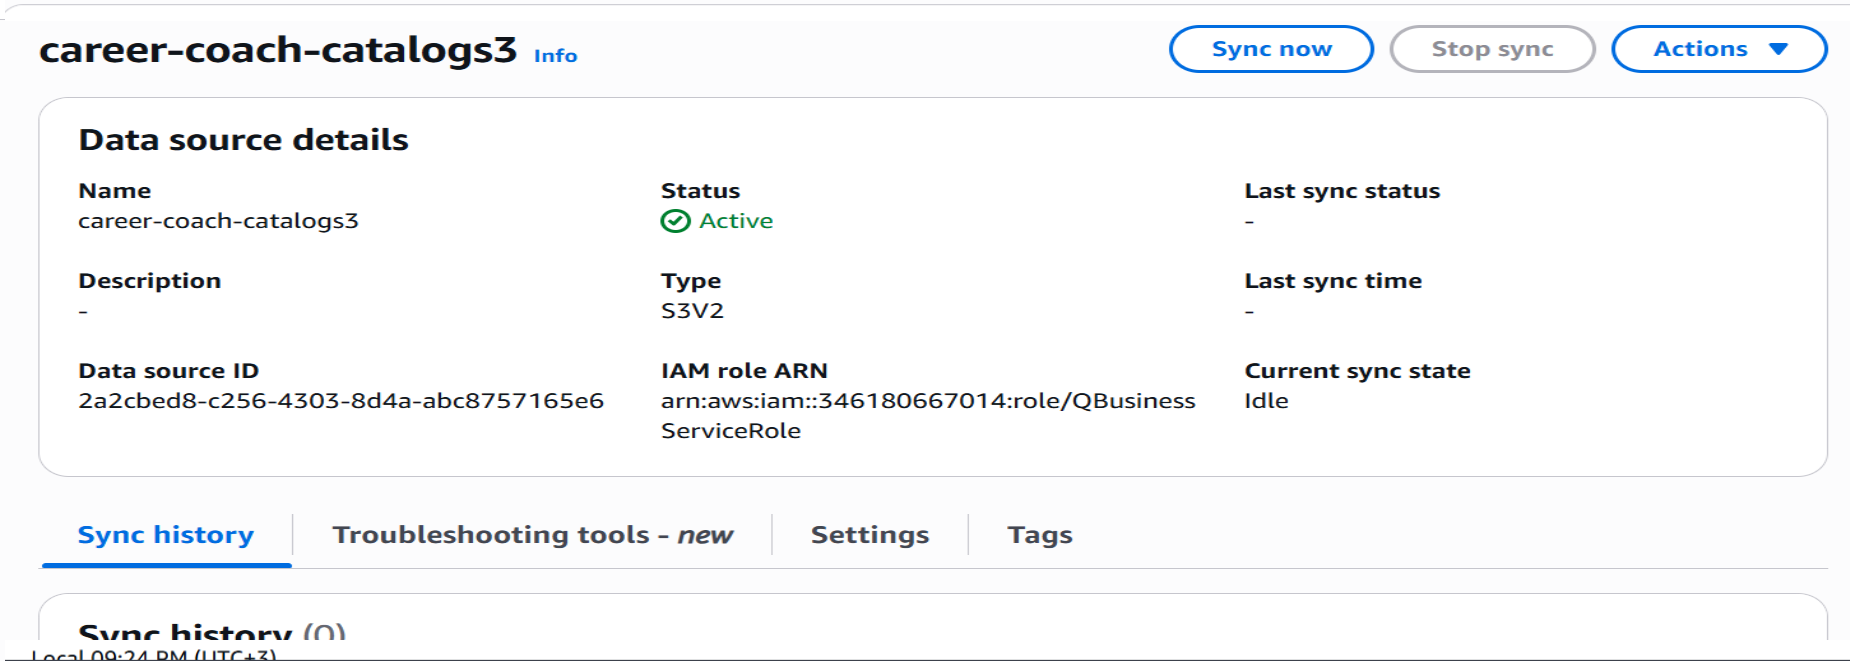 career-coach-catalogs3 Info
Sync now
Stop sync
Actions
Data source details
Name
career-coach-catalogs3
Status
Active
Last sync status
-
Description
-
Type
S3V2
Last sync time
-
Data source ID
2a2cbed8-c256-4303-8d4a-abc8757165e6
IAM role ARN
arn:aws:iam::346180667014:role/QBusiness
ServiceRole
Current sync state
Idle
Sync history
Troubleshooting tools - new
Settings
Tags
Sync history (0)
Local 09:24 PM (UTC+3)